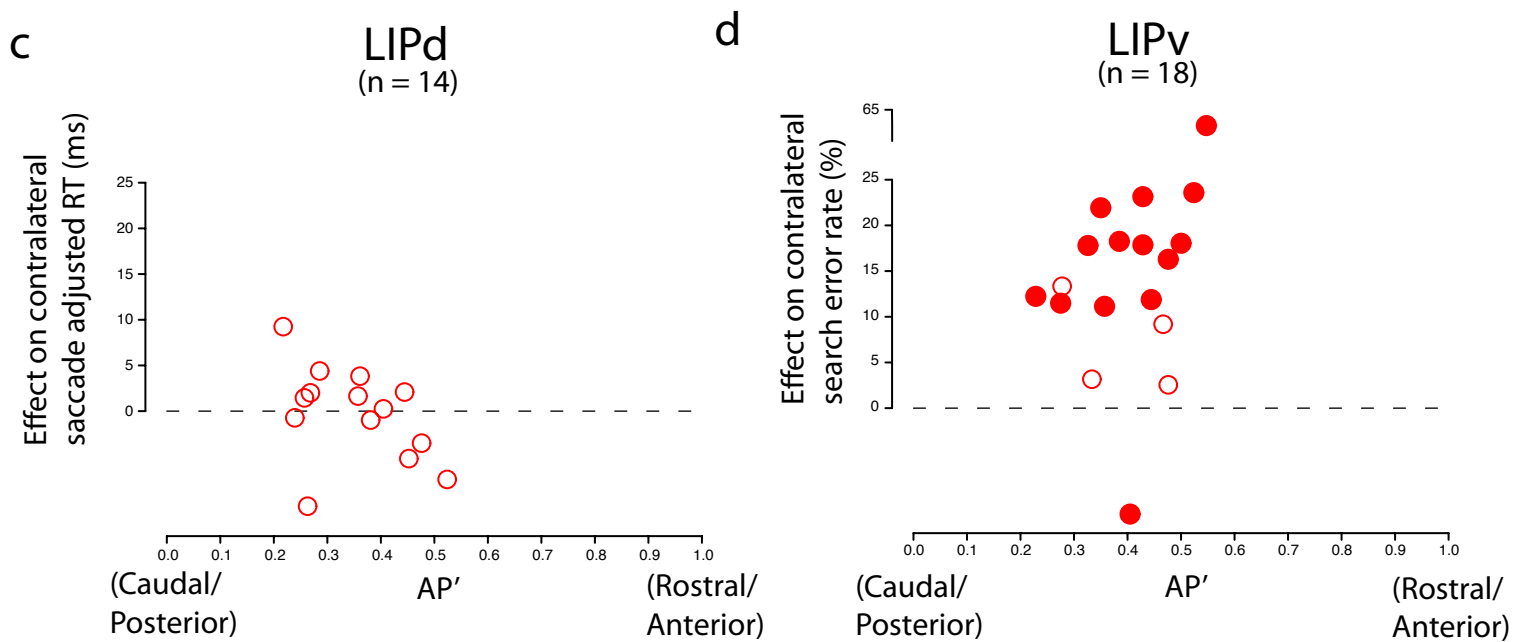 c
LIPd
(n = 14)
Effect on contralateral
saccade adjusted RT (ms)
25
20
15
10
5
0
0.0 0.1 0.2 0.3 0.4 0.5 0.6 0.7 0.8 0.9 1.0
(Caudal/
Posterior)
AP′
(Rostral/
Anterior)
d
LIPv
(n = 18)
Effect on contralateral
search error rate (%)
65
25
20
15
10
5
0
0.0 0.1 0.2 0.3 0.4 0.5 0.6 0.7 0.8 0.9 1.0
(Caudal/
Posterior)
AP′
(Rostral/
Anterior)